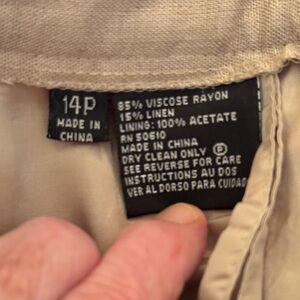 14P
MADE IN
CHINA
85% VISCOSE RAYON
15% LINEN
LINING: 100% ACETATE
RN 50610
MADE IN CHINA
DRY CLEAN ONLY Ⓟ
SEE REVERSE FOR CARE
INSTRUCTIONS AU DOS
VER AL DORSO PARA CUIDAD